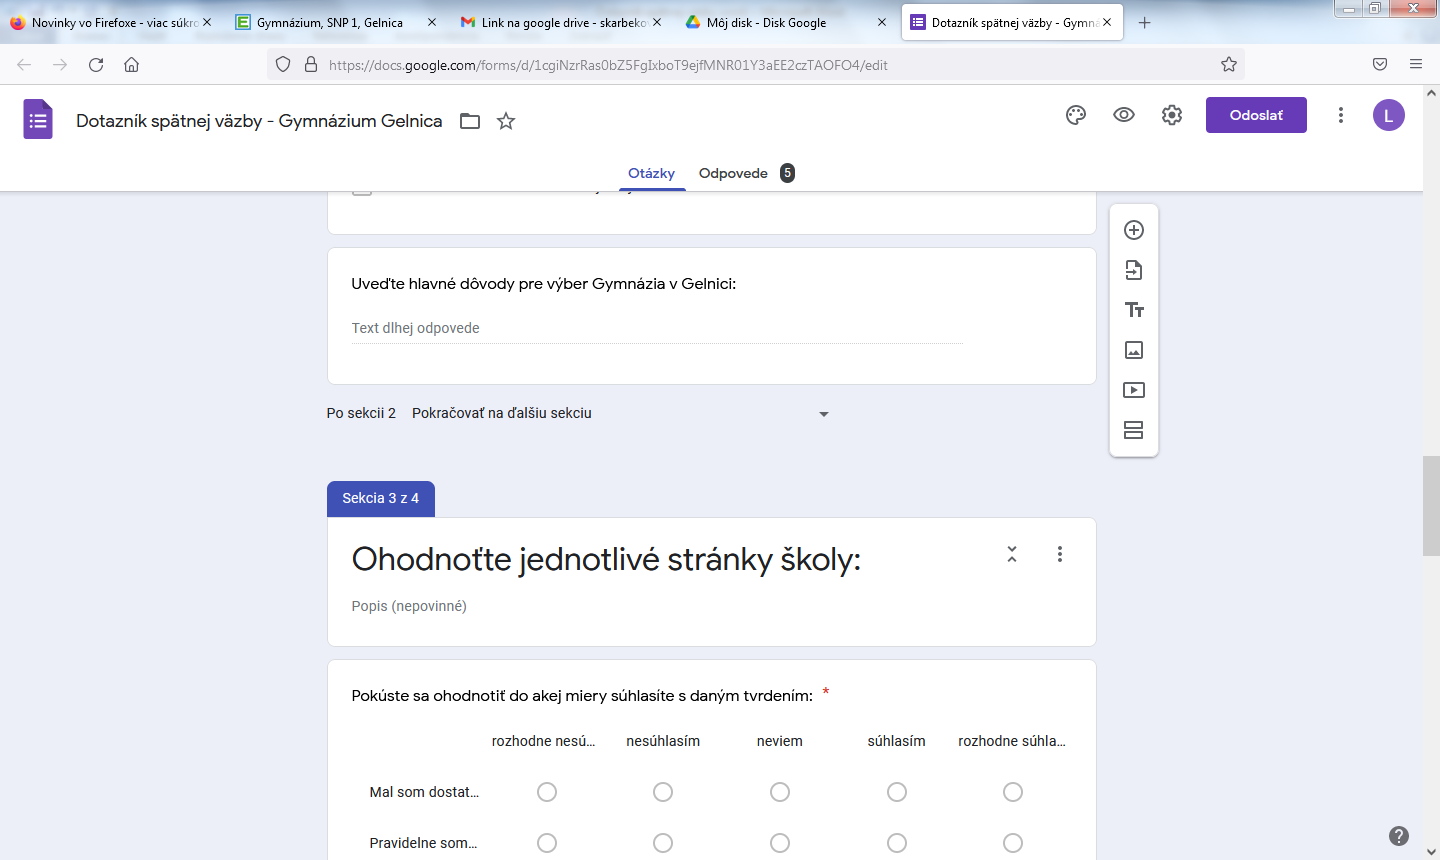 Novinky vo Firefoxe - viac súkro
Gymnázium, SNP 1, Gelnica
Link na google drive - skarbeko
Môj disk - Disk Google
Dotazník spätnej väzby - Gymná
https://docs.google.com/forms/d/1cgiNzrRas0bZ5FgIxboT9ejfMNR01Y3aEE2czTAOFO4/edit
Dotazník spätnej väzby - Gymnázium Gelnica
Odoslať
L
Otázky
Odpovede 5
Uveďte hlavné dôvody pre výber Gymnázia v Gelnici:
Text dlhej odpovede
Po sekcii 2 Pokračovať na ďalšiu sekciu
Sekcia 3 z 4
Ohodnoťte jednotlivé stránky školy:
Popis (nepovinné)
Pokúste sa ohodnotiť do akej miery súhlasíte s daným tvrdením: *
rozhodne nesú... nesúhlasím neviem súhlasím rozhodne súhla...
Mal som dostat...
Pravidelne som...